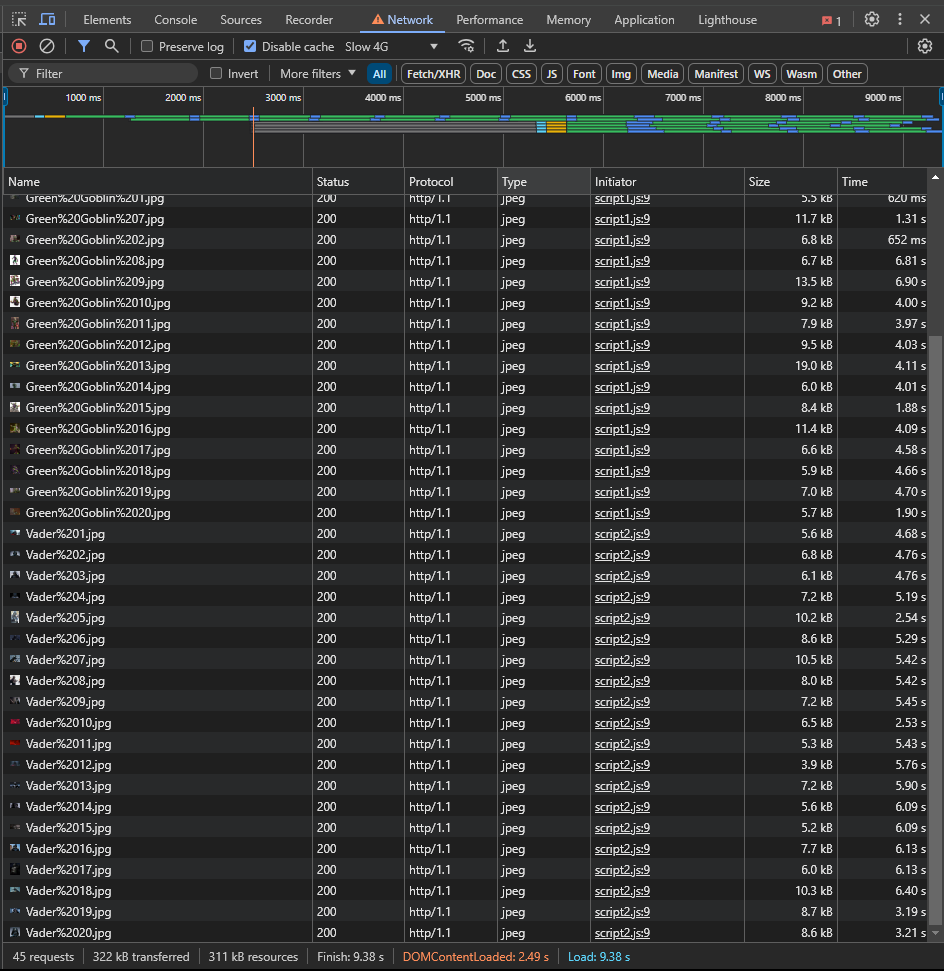 Elements Console Sources Recorder Network Performance Memory Application Lighthouse 1
Preserve log Disable cache Slow 4G
Filter Invert More filters All Fetch/XHR Doc CSS JS Font Img Media Manifest WS Wasm Other
1000 ms 2000 ms 3000 ms 4000 ms 5000 ms 6000 ms 7000 ms 8000 ms 9000 ms
Name Status Protocol Type Initiator Size Time
Green%20Goblin%201.jpg 200 http/1.1 jpeg script1.js:9 5.5 kB 620 ms
Green%20Goblin%207.jpg 200 http/1.1 jpeg script1.js:9 11.7 kB 1.31 s
Green%20Goblin%202.jpg 200 http/1.1 jpeg script1.js:9 6.8 kB 652 ms
Green%20Goblin%208.jpg 200 http/1.1 jpeg script1.js:9 6.7 kB 6.81 s
Green%20Goblin%209.jpg 200 http/1.1 jpeg script1.js:9 13.5 kB 6.90 s
Green%20Goblin%2010.jpg 200 http/1.1 jpeg script1.js:9 9.2 kB 4.00 s
Green%20Goblin%2011.jpg 200 http/1.1 jpeg script1.js:9 7.9 kB 3.97 s
Green%20Goblin%2012.jpg 200 http/1.1 jpeg script1.js:9 9.5 kB 4.03 s
Green%20Goblin%2013.jpg 200 http/1.1 jpeg script1.js:9 19.0 kB 4.11 s
Green%20Goblin%2014.jpg 200 http/1.1 jpeg script1.js:9 6.0 kB 4.01 s
Green%20Goblin%2015.jpg 200 http/1.1 jpeg script1.js:9 8.4 kB 1.88 s
Green%20Goblin%2016.jpg 200 http/1.1 jpeg script1.js:9 11.4 kB 4.09 s
Green%20Goblin%2017.jpg 200 http/1.1 jpeg script1.js:9 6.6 kB 4.58 s
Green%20Goblin%2018.jpg 200 http/1.1 jpeg script1.js:9 5.9 kB 4.66 s
Green%20Goblin%2019.jpg 200 http/1.1 jpeg script1.js:9 7.0 kB 4.70 s
Green%20Goblin%2020.jpg 200 http/1.1 jpeg script1.js:9 5.7 kB 1.90 s
Vader%201.jpg 200 http/1.1 jpeg script2.js:9 5.6 kB 4.68 s
Vader%202.jpg 200 http/1.1 jpeg script2.js:9 6.8 kB 4.76 s
Vader%203.jpg 200 http/1.1 jpeg script2.js:9 6.1 kB 4.76 s
Vader%204.jpg 200 http/1.1 jpeg script2.js:9 7.2 kB 5.19 s
Vader%205.jpg 200 http/1.1 jpeg script2.js:9 10.2 kB 2.54 s
Vader%206.jpg 200 http/1.1 jpeg script2.js:9 8.6 kB 5.29 s
Vader%207.jpg 200 http/1.1 jpeg script2.js:9 10.5 kB 5.42 s
Vader%208.jpg 200 http/1.1 jpeg script2.js:9 8.0 kB 5.42 s
Vader%209.jpg 200 http/1.1 jpeg script2.js:9 7.2 kB 5.45 s
Vader%2010.jpg 200 http/1.1 jpeg script2.js:9 6.5 kB 2.53 s
Vader%2011.jpg 200 http/1.1 jpeg script2.js:9 5.3 kB 5.43 s
Vader%2012.jpg 200 http/1.1 jpeg script2.js:9 3.9 kB 5.76 s
Vader%2013.jpg 200 http/1.1 jpeg script2.js:9 7.2 kB 5.90 s
Vader%2014.jpg 200 http/1.1 jpeg script2.js:9 5.6 kB 6.09 s
Vader%2015.jpg 200 http/1.1 jpeg script2.js:9 5.2 kB 6.09 s
Vader%2016.jpg 200 http/1.1 jpeg script2.js:9 7.7 kB 6.13 s
Vader%2017.jpg 200 http/1.1 jpeg script2.js:9 6.0 kB 6.13 s
Vader%2018.jpg 200 http/1.1 jpeg script2.js:9 10.3 kB 6.40 s
Vader%2019.jpg 200 http/1.1 jpeg script2.js:9 8.7 kB 3.19 s
Vader%2020.jpg 200 http/1.1 jpeg script2.js:9 8.6 kB 3.21 s
45 requests 322 kB transferred 311 kB resources Finish: 9.38 s DOMContentLoaded: 2.49 s Load: 9.38 s